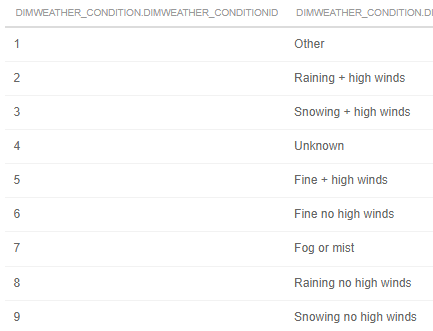 DIMWEATHER_CONDITION.DIMWEATHER_CONDITIONID DIMWEATHER_CONDITION.DI
1 Other
2 Raining + high winds
3 Snowing + high winds
4 Unknown
5 Fine + high winds
6 Fine no high winds
7 Fog or mist
8 Raining no high winds
9 Snowing no high winds